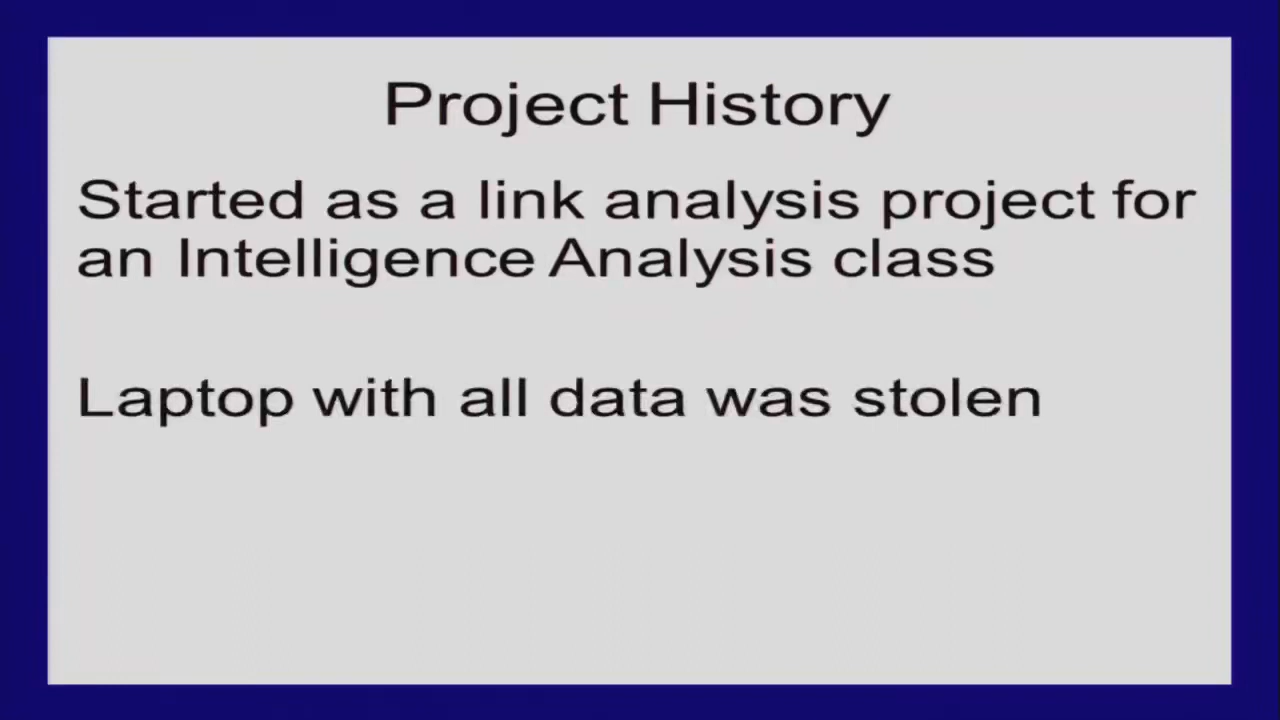 Project History
Started as a link analysis project for
an Intelligence Analysis class
Laptop with all data was stolen